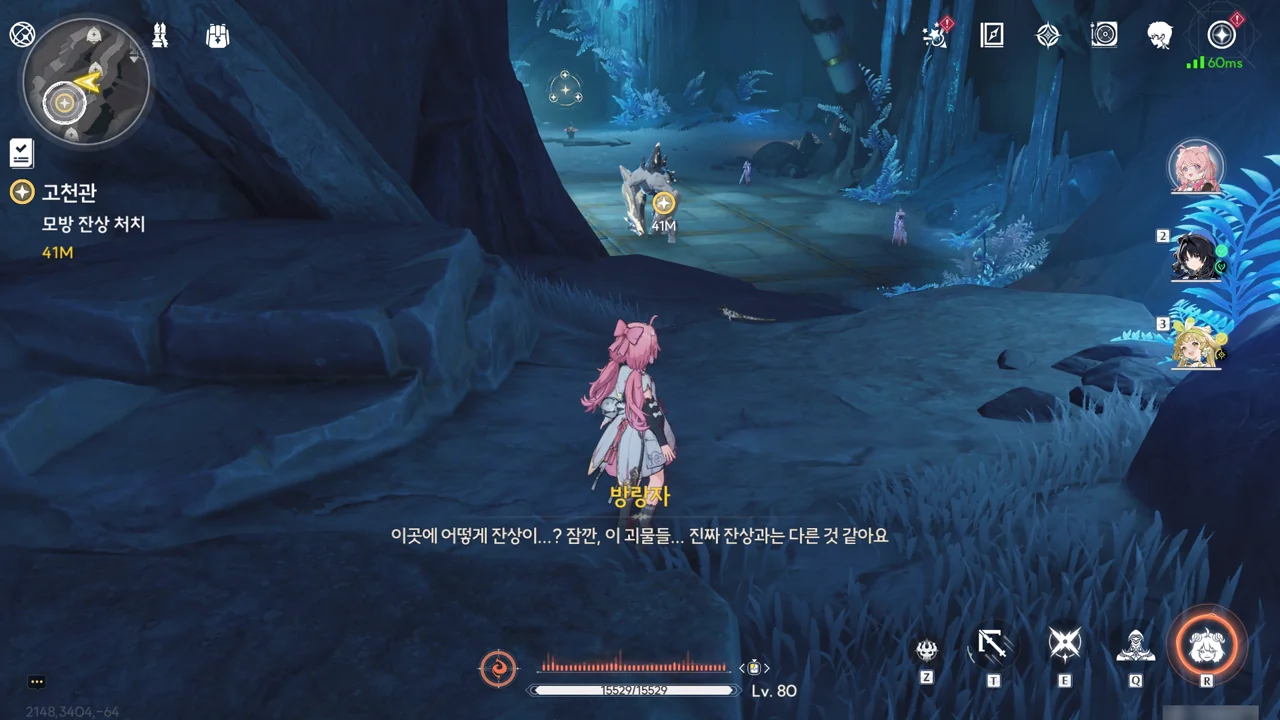 60ms
고천관
모방 잔상 처치
41M
41M
2
3
방랑자
이곳에 어떻게 잔상이...? 잠깐, 이 괴물들... 진짜 잔상과는 다른 것 같아요
15529/15529
Lv. 80
Z
T
E
Q
R
2148,3404,-64